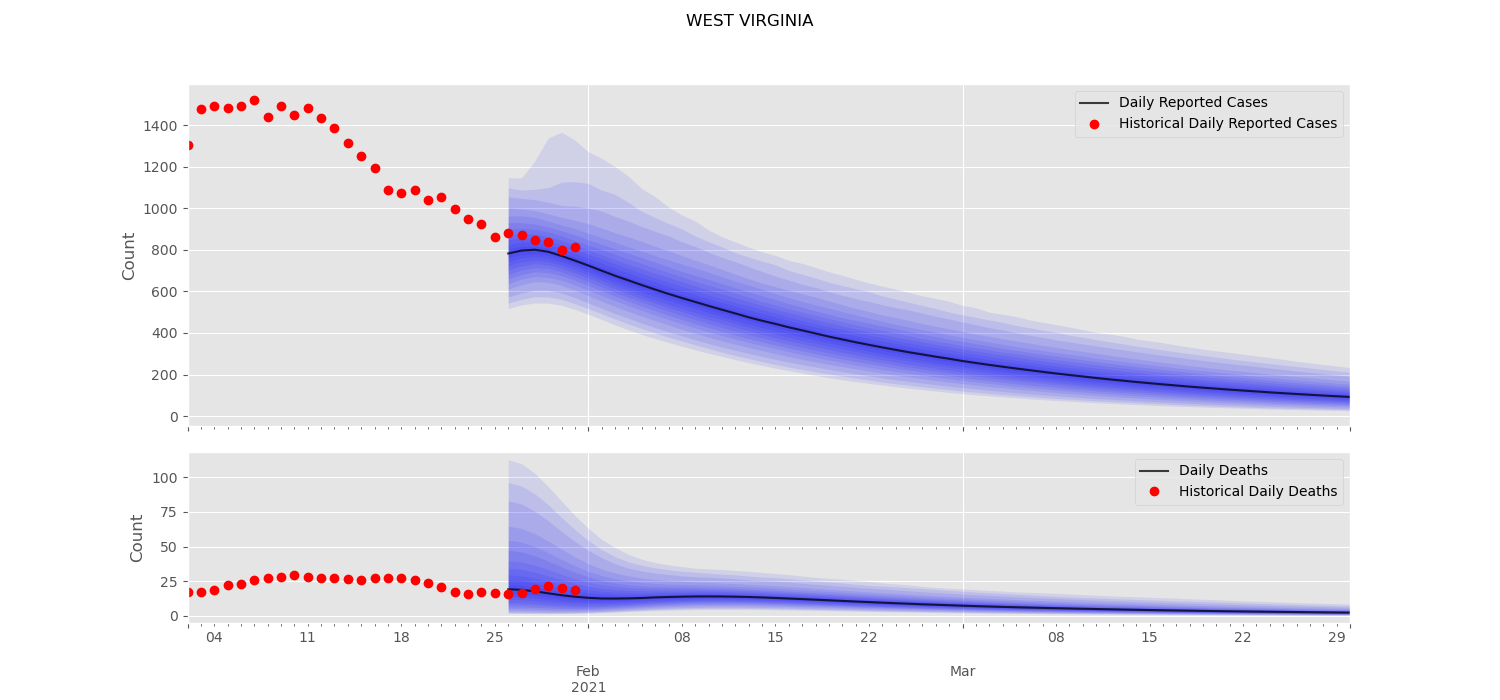 WEST VIRGINIA
Daily Reported Cases
Historical Daily Reported Cases
1400
1200
1000
800
600
400
200
0
Count
Daily Deaths
Historical Daily Deaths
100
75
50
25
0
Count
04 11 18 25 08 15 22 08 15 22 29
Feb Mar
2021